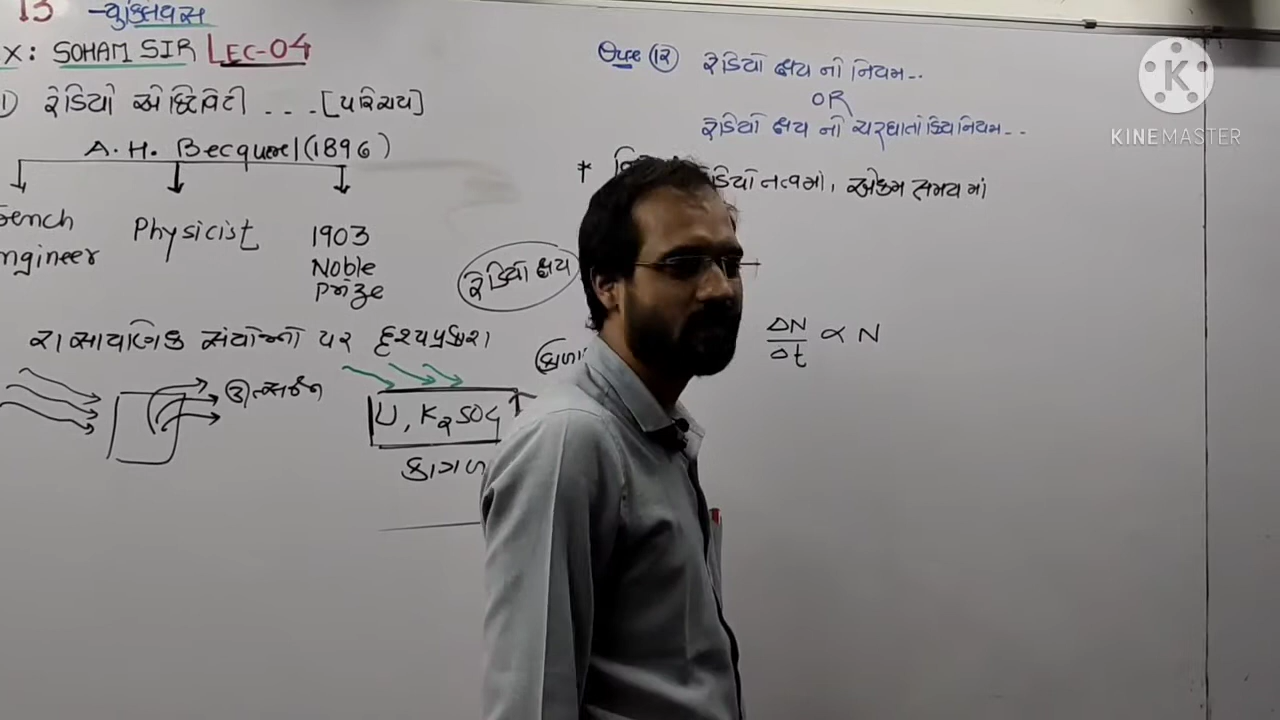 13 - ન્યુક્લિયસ
x: SOHAM SIR LEC-04
① રેડિયો એક્ટિવિટી . . . [પરિચય]
A. H. Becquerel (1896)
French Engineer
Physicist
1903
Noble
Prize
રાસાયણિક સંયોજનો પર દ્રશ્યપ્રકાશ
ઉત્સર્જન
U, K2SO4
કાગળ
રેડિયો ક્ષય
Que ⑫ રેડિયો ક્ષય નો નિયમ...
OR
રેડિયો ક્ષય નો ચરઘાતાંકિય નિયમ...
* રેડિયો તત્વમાં, એકમ સમય માં
ΔN/Δt ∝ N
KINEMASTER